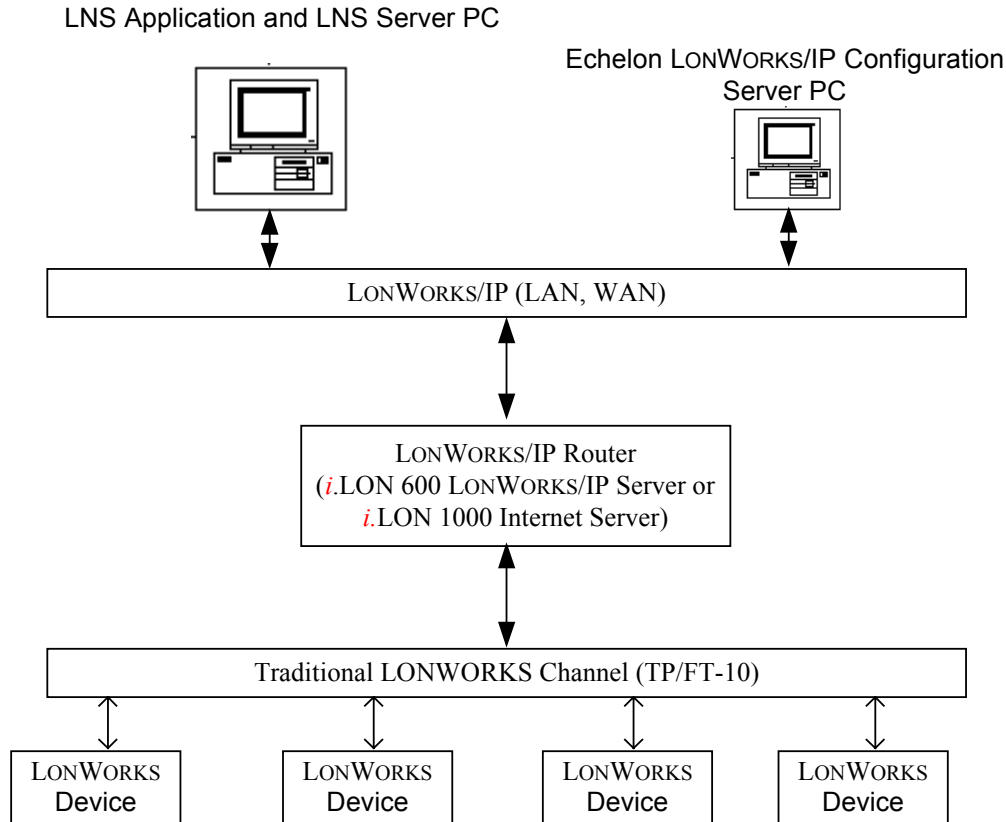 LNS Application and LNS Server PC
Echelon LONWORKS/IP Configuration
Server PC
LONWORKS/IP (LAN, WAN)
LONWORKS/IP Router
(i.LON 600 LONWORKS/IP Server or
i.LON 1000 Internet Server)
Traditional LONWORKS Channel (TP/FT-10)
LONWORKS
Device
LONWORKS
Device
LONWORKS
Device
LONWORKS
Device